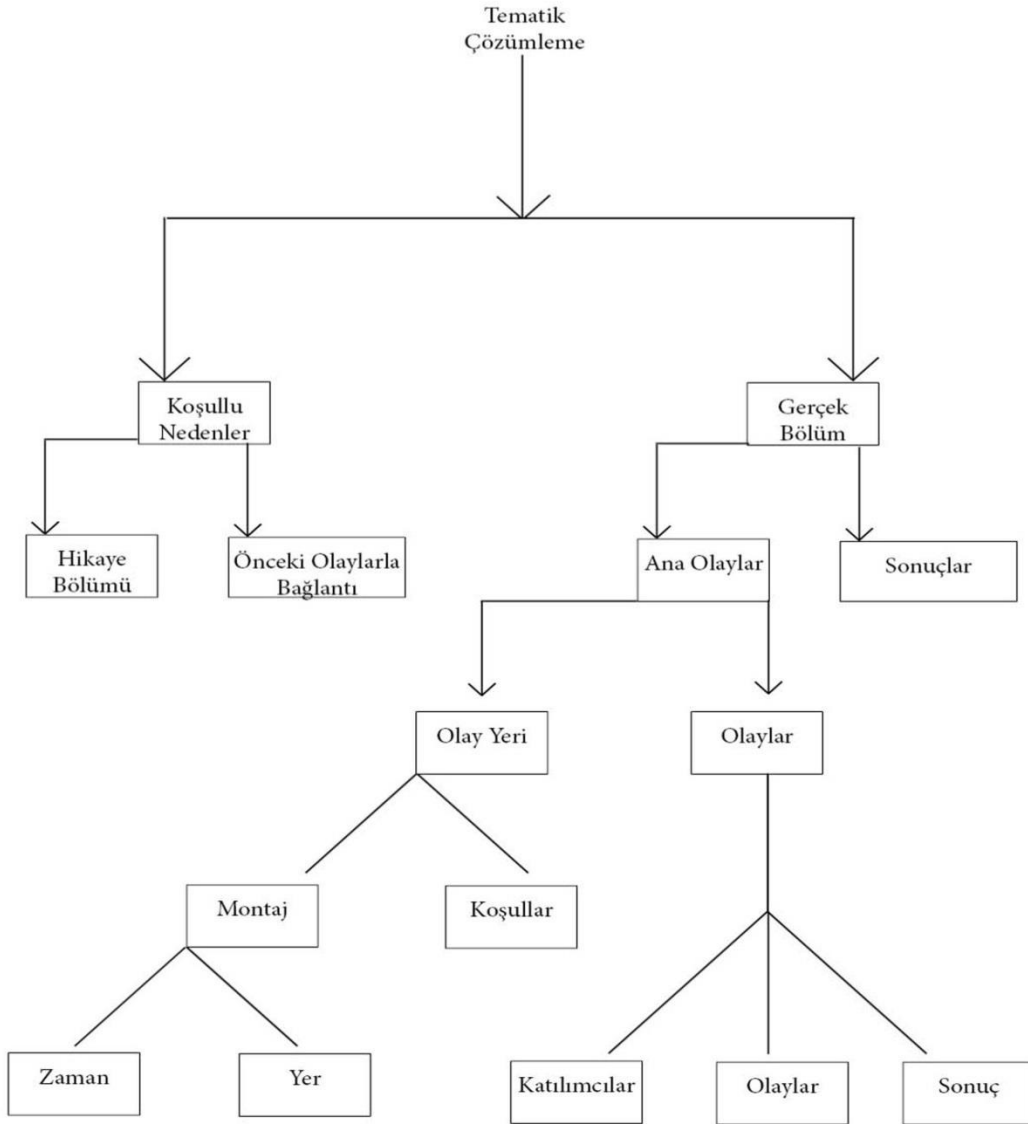 Tematik
Çözümleme
Koşullu
Nedenler
Gerçek
Bölüm
Hikaye
Bölümü
Önceki Olaylarla
Bağlantı
Ana Olaylar
Sonuçlar
Olay Yeri
Olaylar
Montaj
Koşullar
Zaman
Yer
Katılımcılar
Olaylar
Sonuç